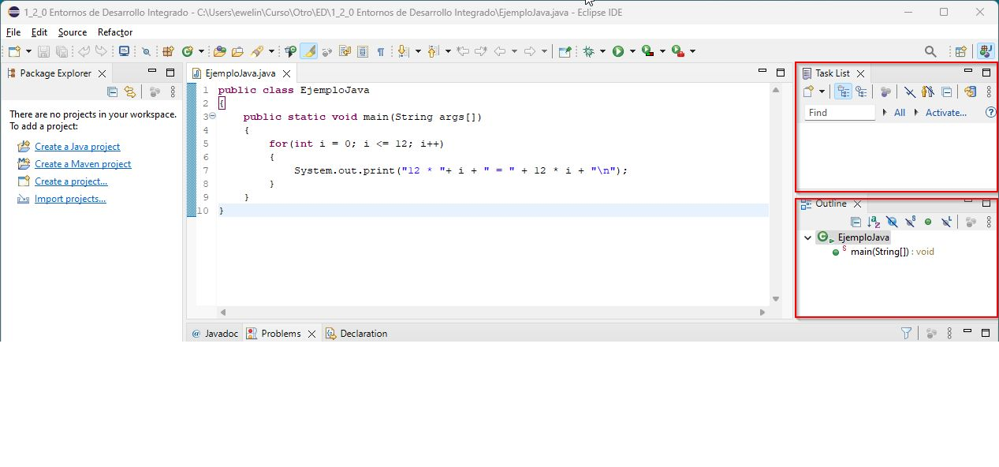 1_2_0 Entornos de Desarrollo Integrado - C:\Users\ewelin\Curso\Otro\ED\1_2_0 Entornos de Desarrollo Integrado\EjemploJava.java - Eclipse IDE
File Edit Source Refactor
Package Explorer
There are no projects in your workspace.
To add a project:
Create a Java project
Create a Maven project
Create a project...
Import projects...
EjemploJava.java
1 public class EjemploJava
2 {
3 public static void main(String args[])
4 {
5 for(int i = 0; i <= 12; i++)
6 {
7 System.out.print("12 * "+ i + " = " + 12 * i + "\n");
8 }
9 }
10 }
Task List
Find All Activate...
Outline
EjemploJava
main(String[]) : void
@ Javadoc Problems Declaration